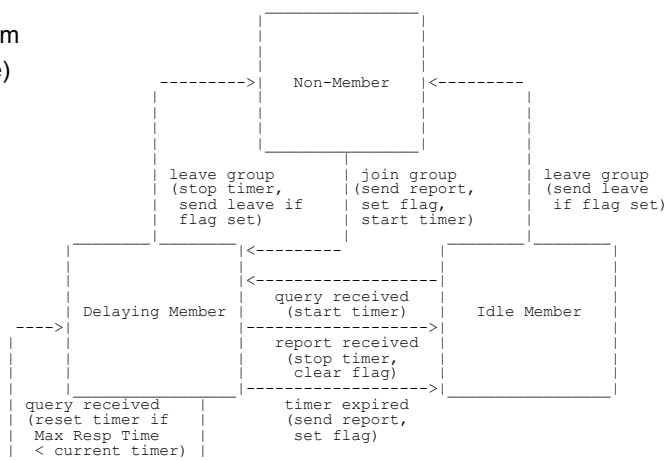 m
e)
Non-Member
leave group
(stop timer,
send leave if
flag set)
join group
(send report,
set flag,
start timer)
leave group
(send leave
if flag set)
query received
(start timer)
Delaying Member
Idle Member
report received
(stop timer,
clear flag)
query received
(reset timer if
Max Resp Time
< current timer)
timer expired
(send report,
set flag)